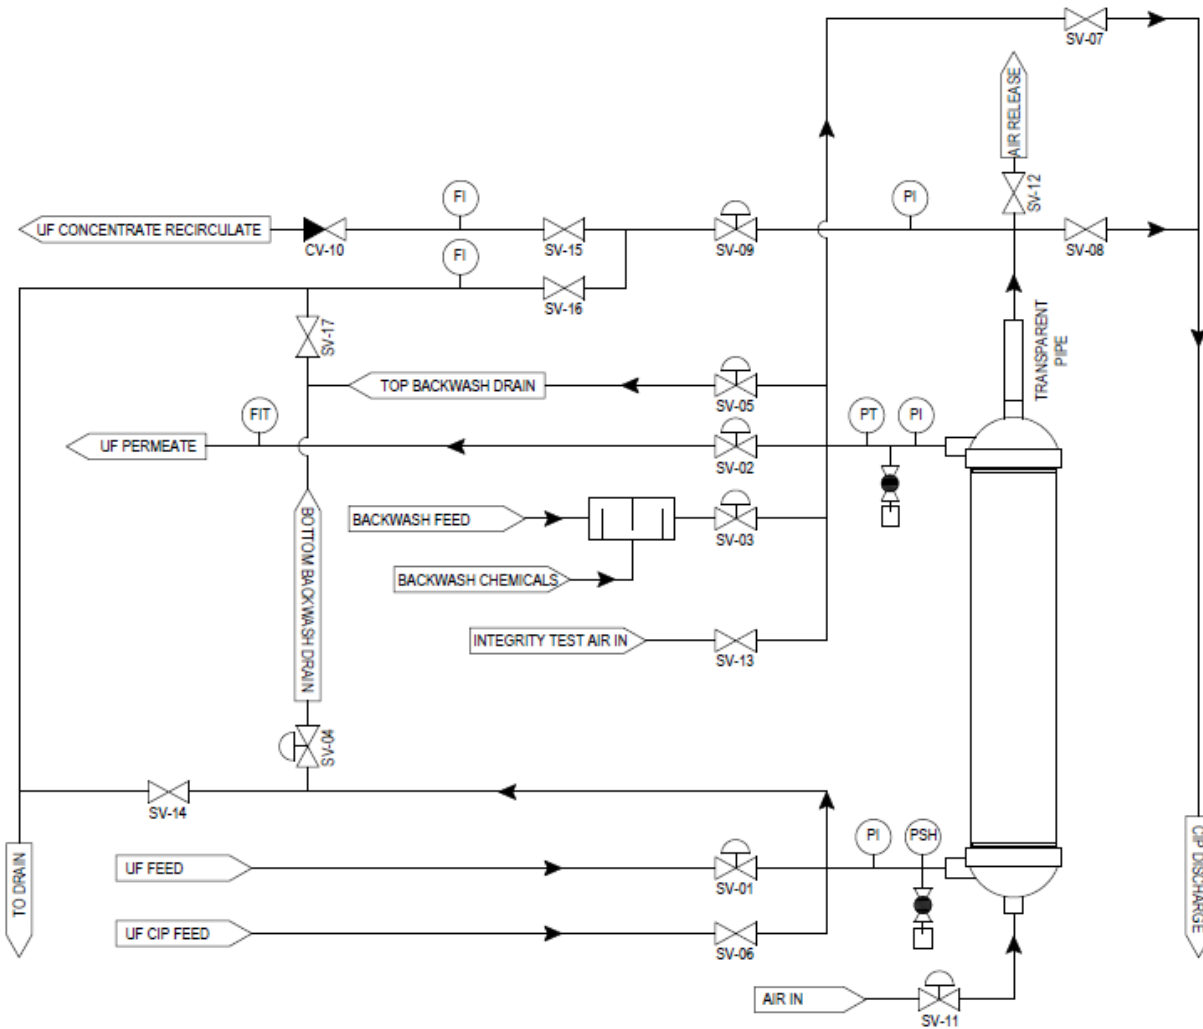 SV-07
AIR RELEASE
SV-12
FI
PI
UF CONCENTRATE RECIRCULATE
CV-10
SV-15
SV-09
SV-08
FI
SV-16
SV-17
TRANSPARENT
PIPE
TOP BACKWASH DRAIN
SV-05
FIT
PT
PI
UF PERMEATE
SV-02
BACKWASH FEED
SV-03
BOTTOM BACKWASH DRAIN
BACKWASH CHEMICALS
INTEGRITY TEST AIR IN
SV-13
SV-04
SV-14
TO DRAIN
PI
PSH
CIP DISCHARGE
UF FEED
SV-01
UF CIP FEED
SV-06
AIR IN
SV-11